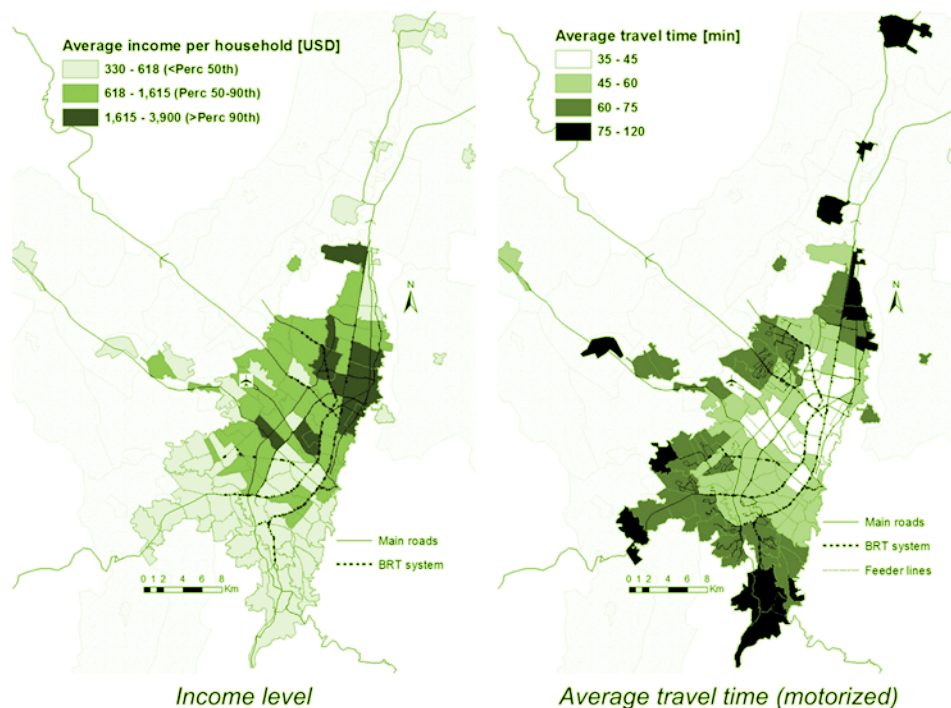 Average income per household [USD]
330 - 618 (<Perc 50th)
618 - 1,615 (Perc 50-90th)
1,615 - 3,900 (>Perc 90th)
N
Main roads
BRT system
0 1 2 4 6 8
Km
Income level
Average travel time [min]
35 - 45
45 - 60
60 - 75
75 - 120
N
Main roads
BRT system
Feeder lines
0 1 2 4 6 8
Km
Average travel time (motorized)